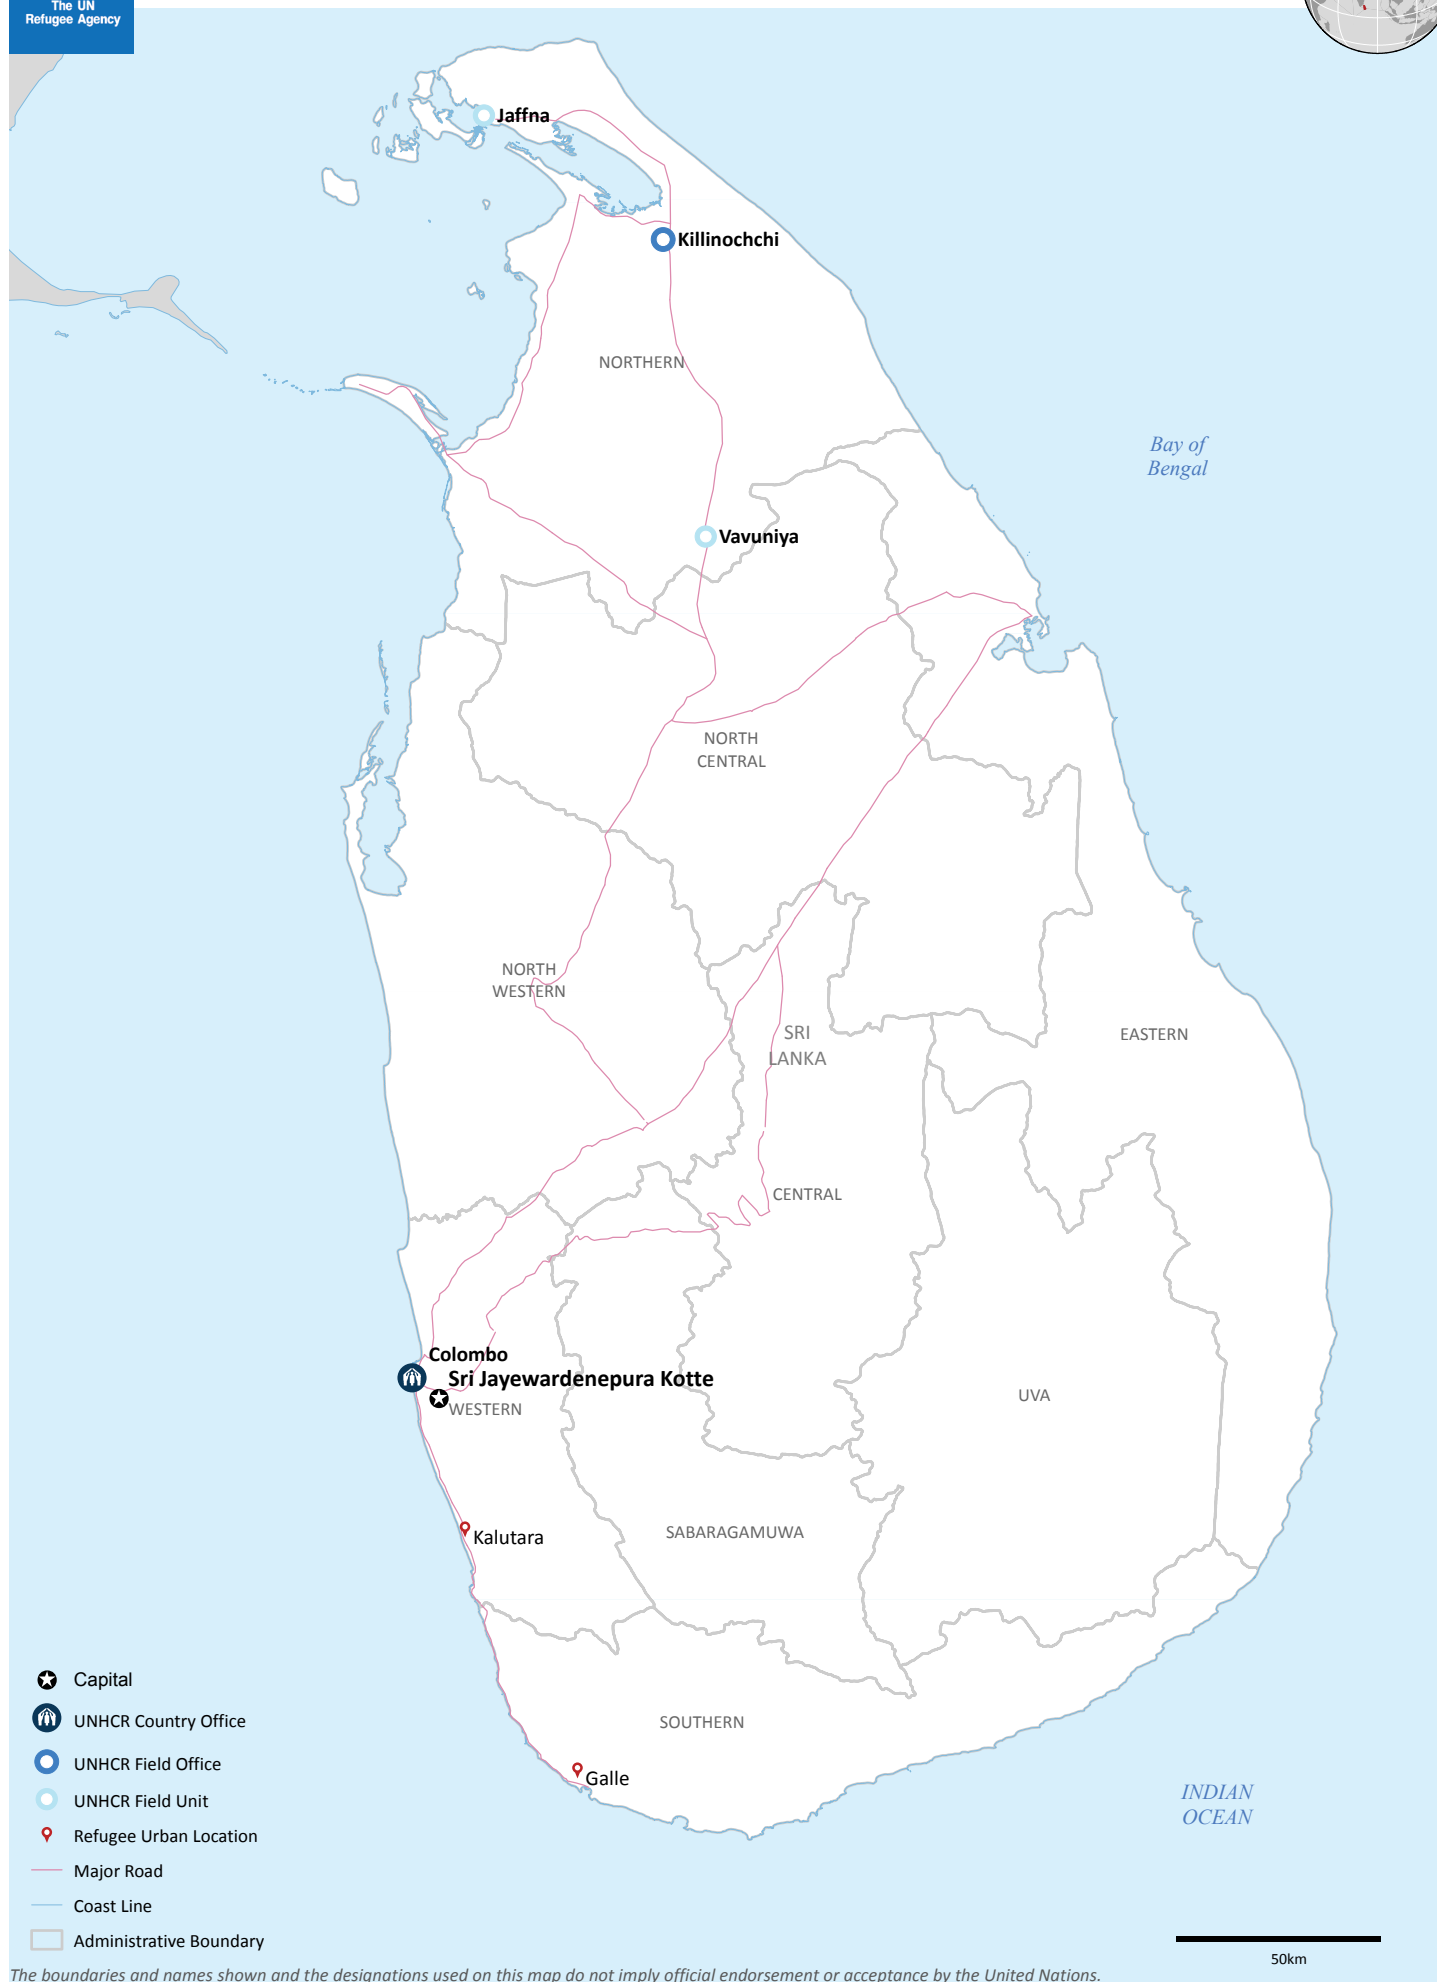 The UN
Refugee Agency
Jaffna
Killinochchi
NORTHERN
Bay of
Bengal
Vavuniya
NORTH
CENTRAL
NORTH
WESTERN
SRI
LANKA
EASTERN
CENTRAL
Colombo
Sri Jayewardenepura Kotte
WESTERN
UVA
Kalutara
SABARAGAMUWA
SOUTHERN
Galle
INDIAN
OCEAN
Capital
UNHCR Country Office
UNHCR Field Office
UNHCR Field Unit
Refugee Urban Location
Major Road
Coast Line
Administrative Boundary
50km
The boundaries and names shown and the designations used on this map do not imply official endorsement or acceptance by the United Nations.